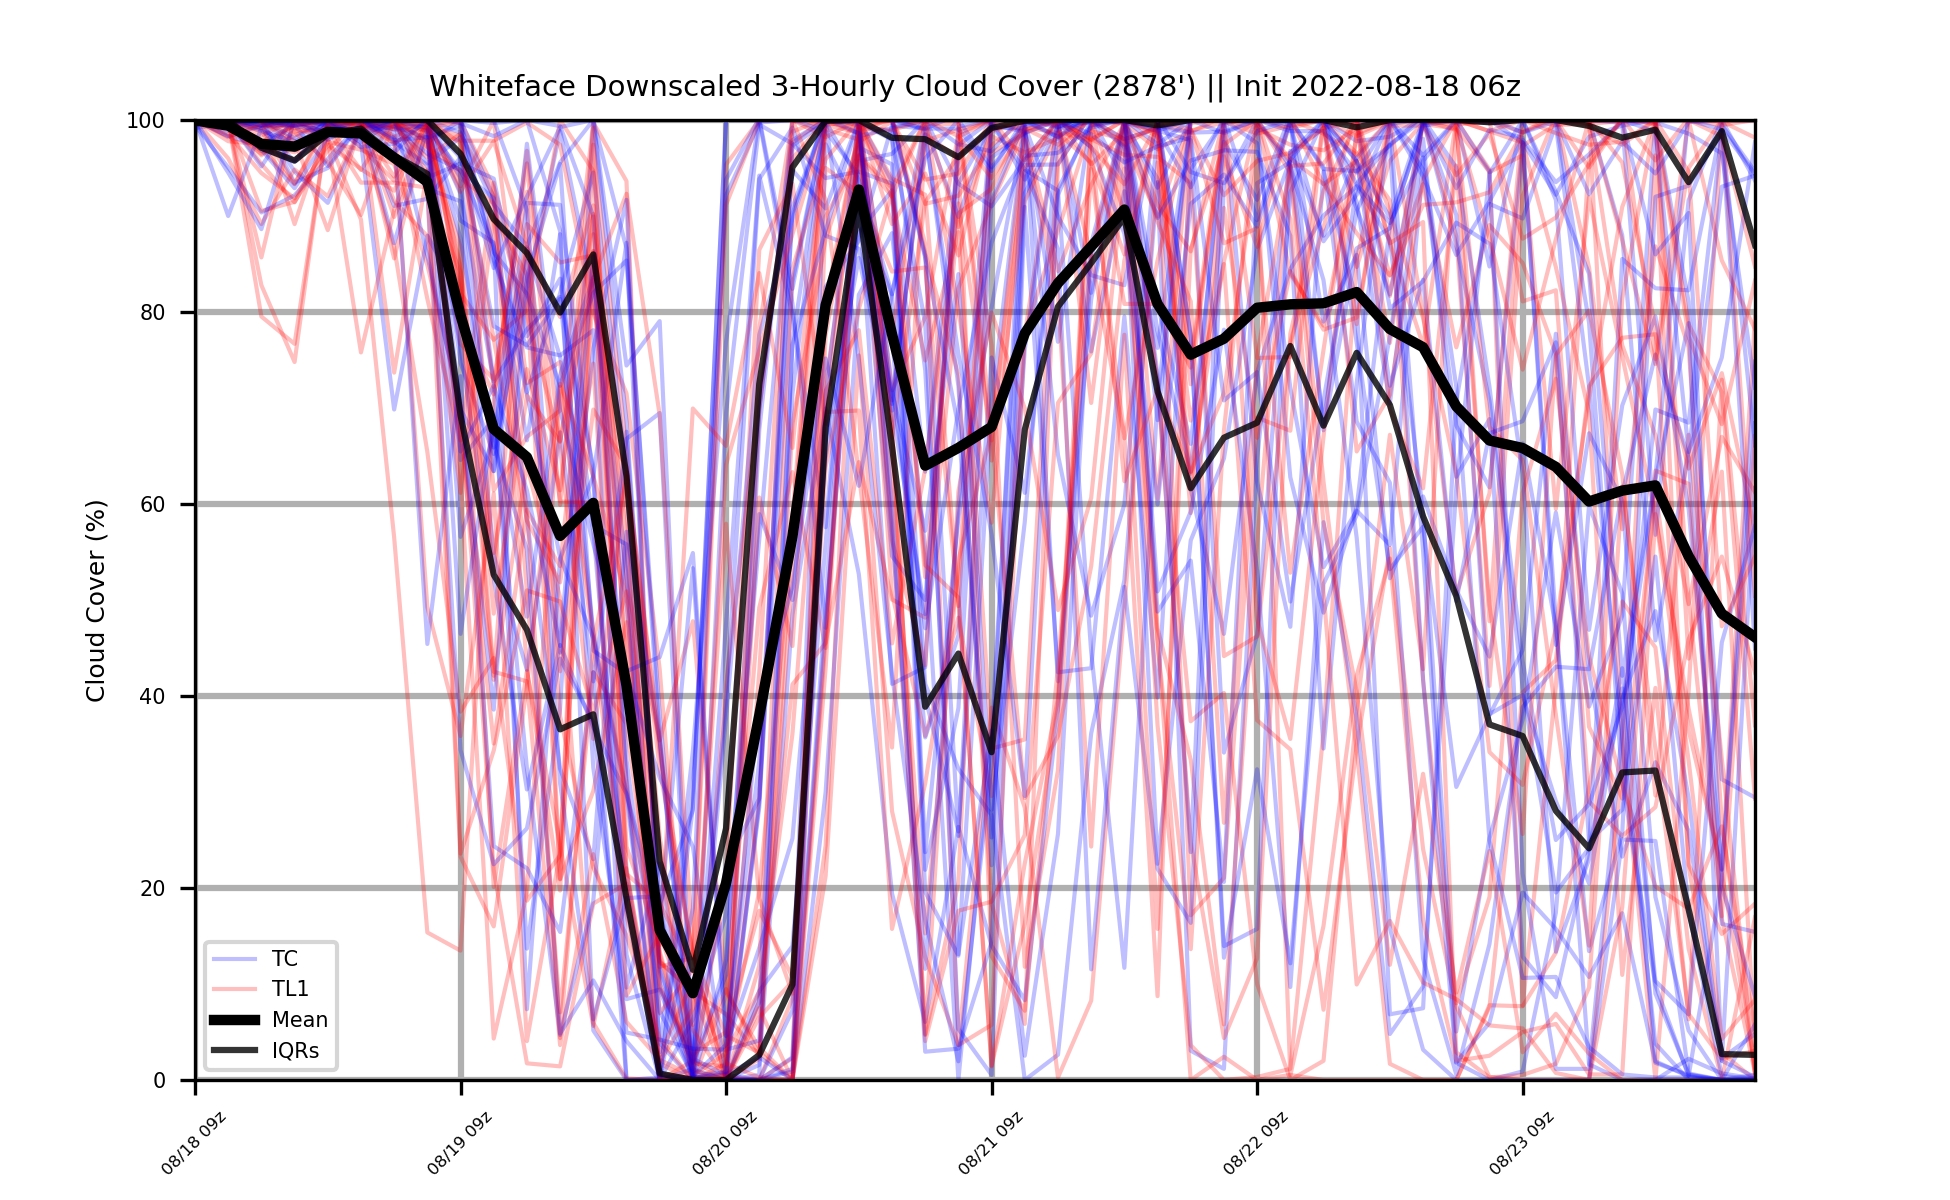 Whiteface Downscaled 3-Hourly Cloud Cover (2878') || Init 2022-08-18 06z
Cloud Cover (%)
100
80
60
40
20
0
TC
TL1
Mean
IQRs
08/18 09z
08/19 09z
08/20 09z
08/21 09z
08/22 09z
08/23 09z